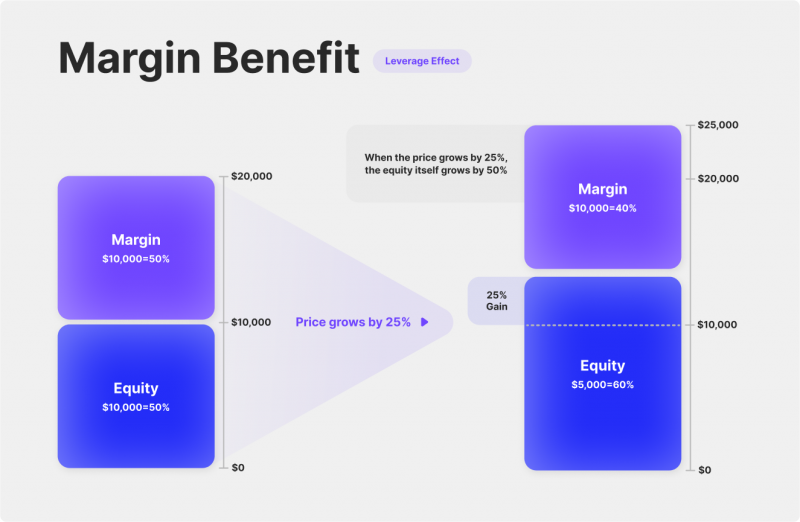 Margin Benefit
Leverage Effect
$25,000
When the price grows by 25%,
the equity itself grows by 50%
Margin
$10,000=40%
$20,000
$20,000
Margin
$10,000=50%
25%
Gain
$10,000
Price grows by 25%
$10,000
Equity
$5,000=60%
Equity
$10,000=50%
$0
$0